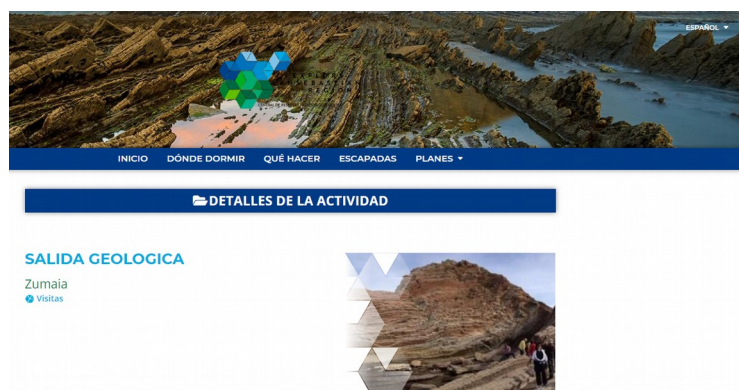 ESPAÑOL
INICIO DÓNDE DORMIR QUÉ HACER ESCAPADAS PLANES
DETALLES DE LA ACTIVIDAD
SALIDA GEOLOGICA
Zumaia
Visitas